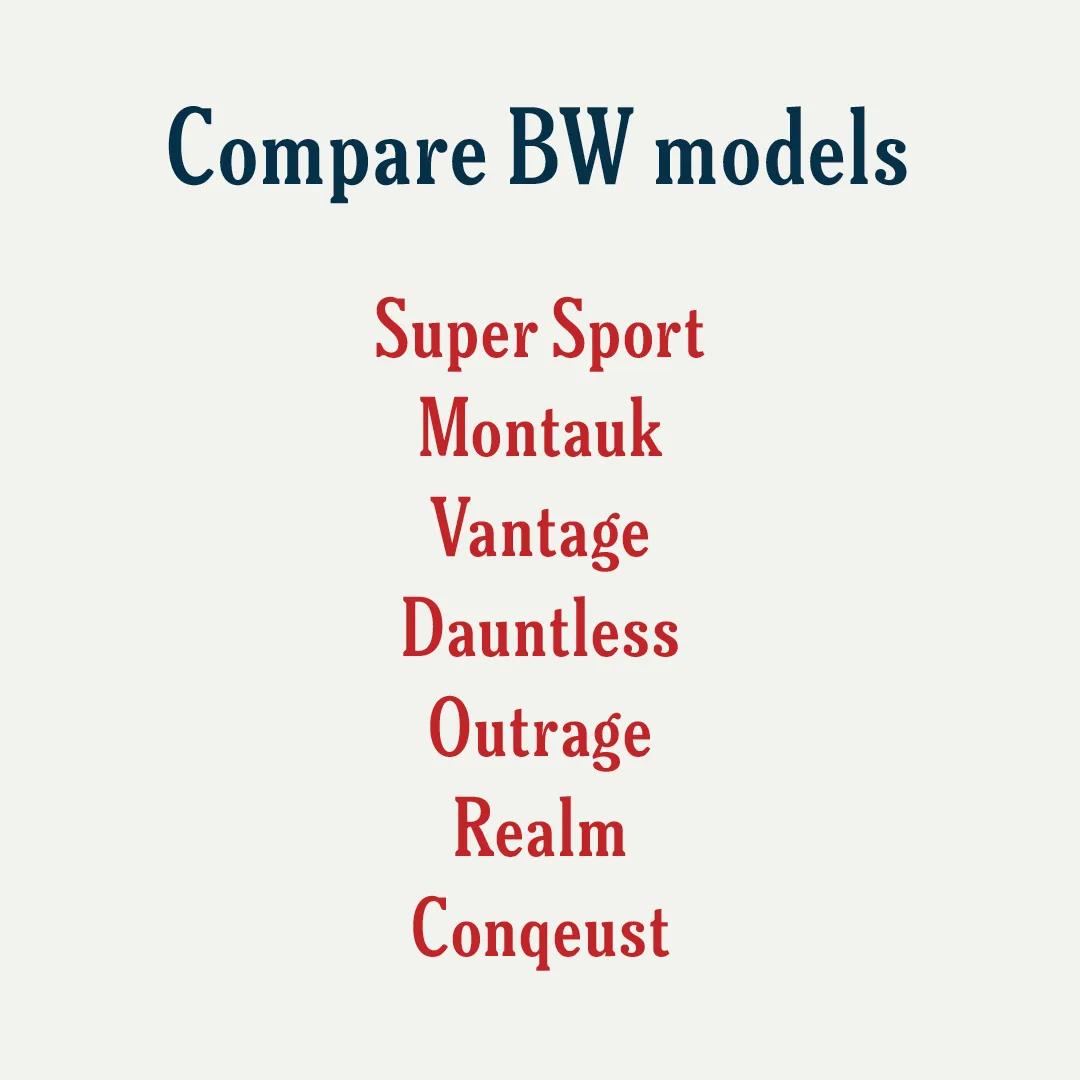 Compare BW models
Super Sport
Montauk
Vantage
Dauntless
Outrage
Realm
Conqeust